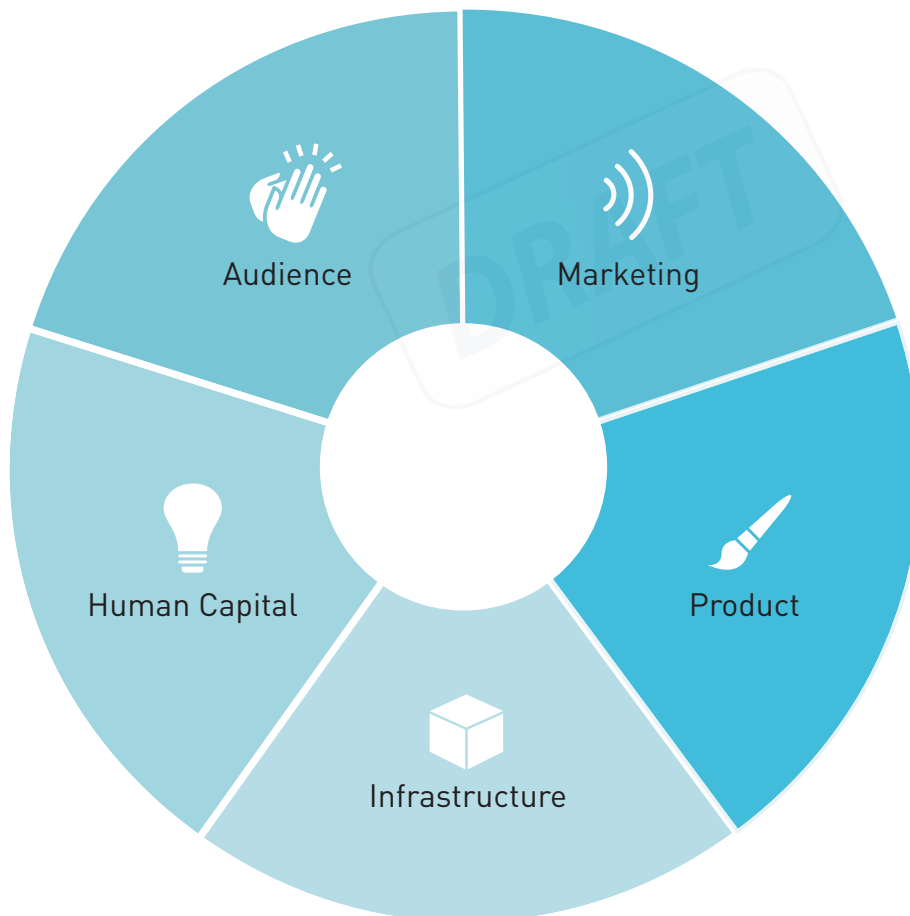 Audience
Marketing
DRAFT
Human Capital
Product
Infrastructure